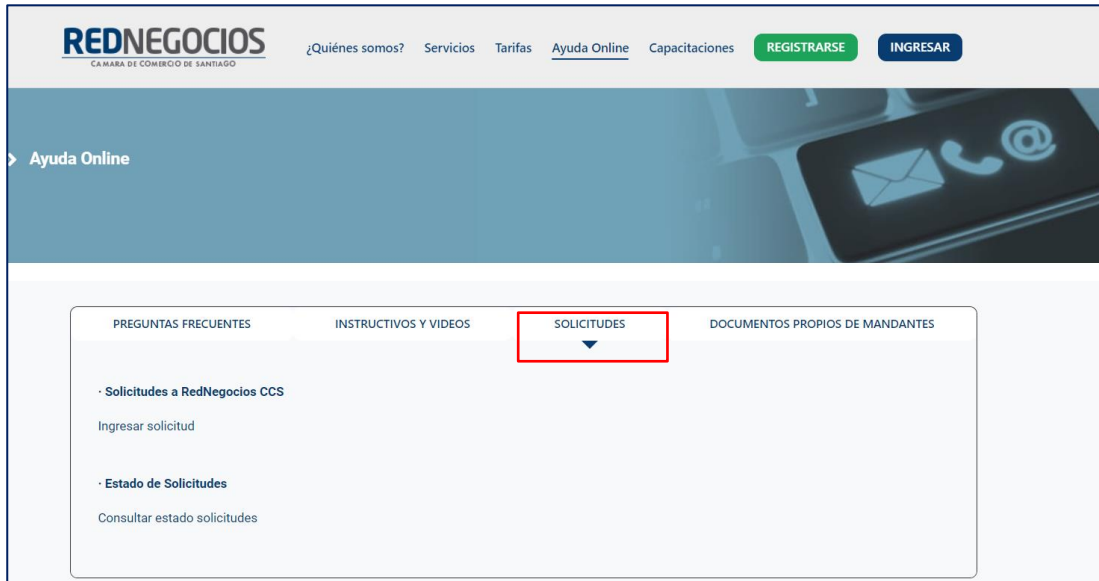 REDNEGOCIOS
CAMARA DE COMERCIO DE SANTIAGO
¿Quiénes somos? Servicios Tarifas Ayuda Online Capacitaciones REGISTRARSE INGRESAR
Ayuda Online
PREGUNTAS FRECUENTES INSTRUCTIVOS Y VIDEOS SOLICITUDES DOCUMENTOS PROPIOS DE MANDANTES
· Solicitudes a RedNegocios CCS
Ingresar solicitud
· Estado de Solicitudes
Consultar estado solicitudes